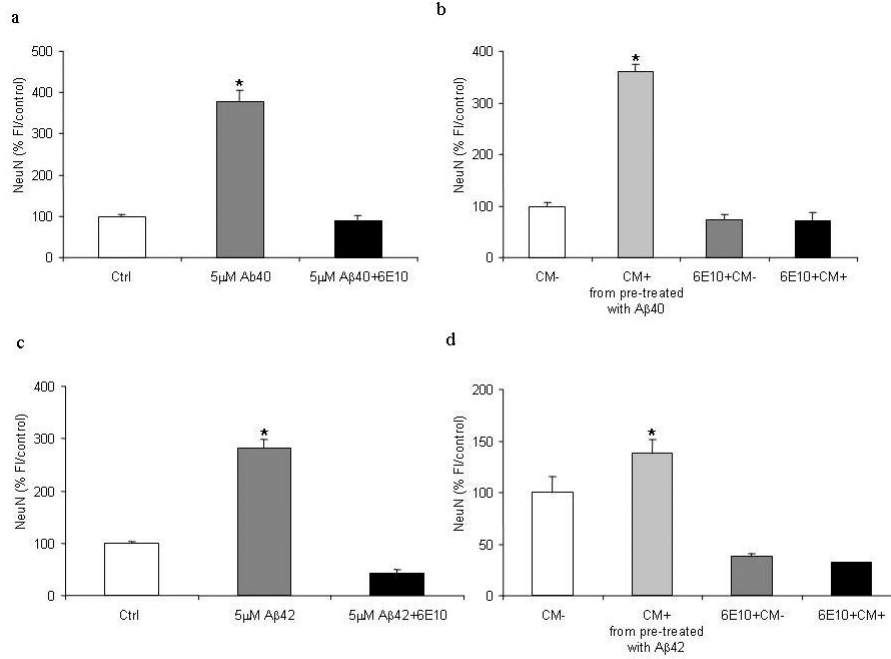 a
NeuN (% FI/control)
500
400
300
200
100
0
*
Ctrl
5µM Ab40
5µM Aβ40+6E10
b
NeuN (% FI/control)
400
300
200
100
0
*
CM-
CM+
from pre-treated
with Aβ40
6E10+CM-
6E10+CM+
c
NeuN (% FI/control)
400
300
200
100
0
*
Ctrl
5µM Aβ42
5µM Aβ42+6E10
d
NeuN (% FI/control)
200
150
100
50
0
*
CM-
CM+
from pre-treated
with Aβ42
6E10+CM-
6E10+CM+